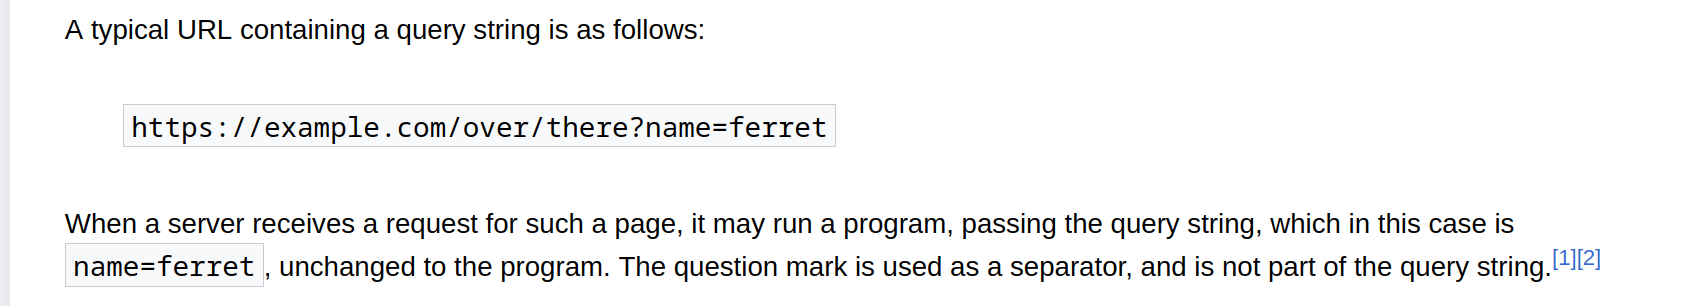 A typical URL containing a query string is as follows:
https://example.com/over/there?name=ferret
When a server receives a request for such a page, it may run a program, passing the query string, which in this case is
name=ferret, unchanged to the program. The question mark is used as a separator, and is not part of the query string.[1][2]